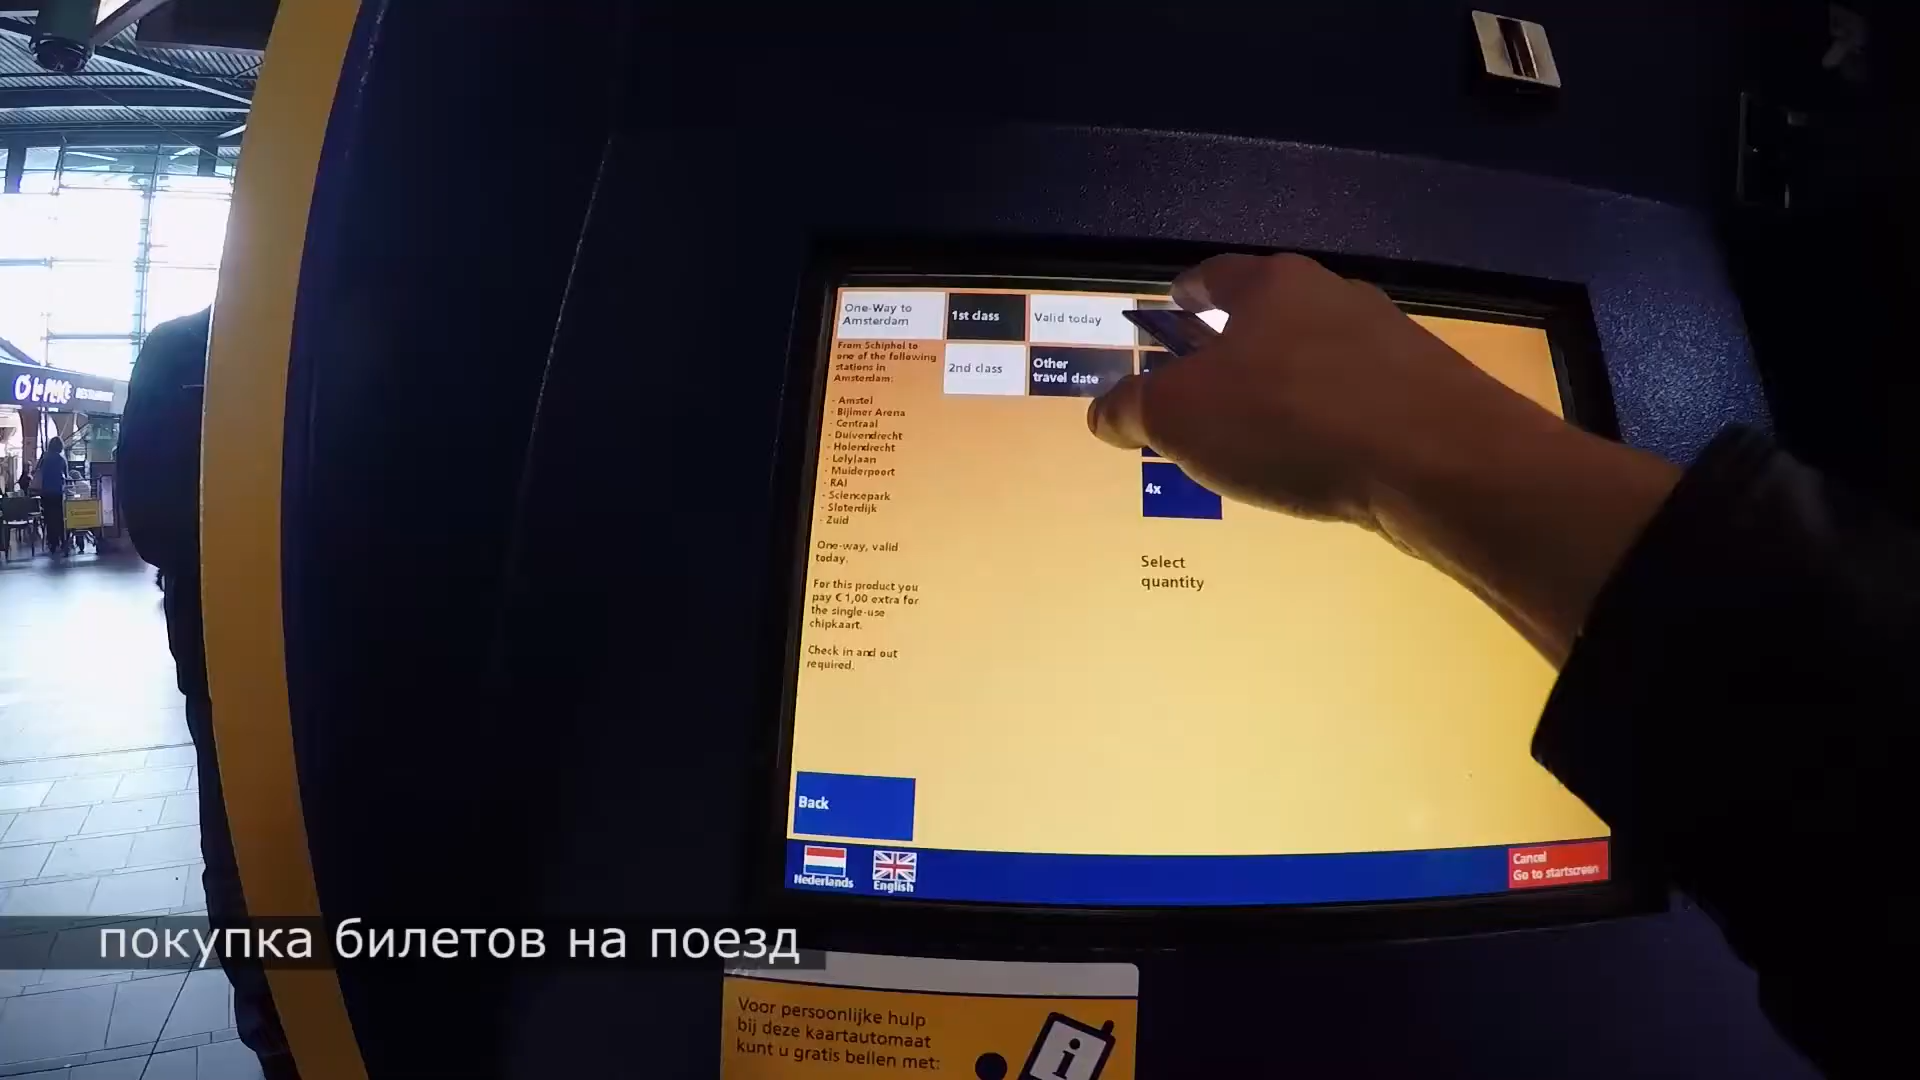 One-Way to
Amsterdam
1st class
Valid today
2nd class
Other
travel date
From Schiphol to
one of the following
stations in
Amsterdam:
- Amstel
- Bijlmer Arena
- Centraal
- Duivendrecht
- Holendrecht
- Lelylaan
- Muiderpoort
- RAI
- Sciencepark
- Sloterdijk
- Zuid
One-way, valid
today.
For this product you
pay € 1,00 extra for
the single-use
chipkaart.
Check in and out
required.
4x
Select
quantity
Back
Nederlands
English
Cancel
Go to startscreen
покупка билетов на поезд
Voor persoonlijke hulp
bij deze kaartautomaat
kunt u gratis bellen met:
i